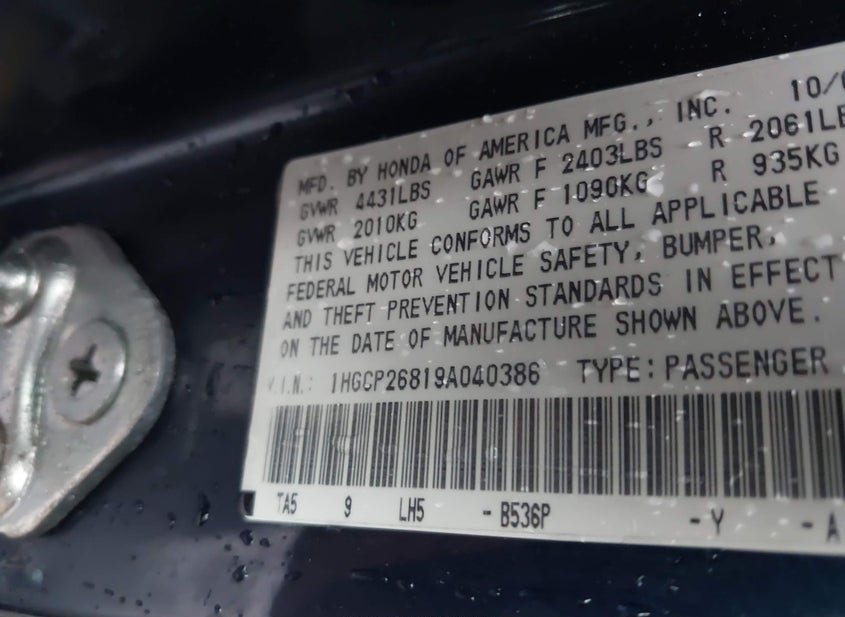 MFD. BY HONDA OF AMERICA MFG., INC. 10/
GVWR 4431LBS GAWR F 2403LBS R 2061LB
GVWR 2010KG GAWR F 1090KG R 935KG
THIS VEHICLE CONFORMS TO ALL APPLICABLE
FEDERAL MOTOR VEHICLE SAFETY, BUMPER,
AND THEFT PREVENTION STANDARDS IN EFFECT
ON THE DATE OF MANUFACTURE SHOWN ABOVE.
V.I.N.: 1HGCP26819A040386 TYPE: PASSENGER
TA5 9 LH5 - B536P - Y - A